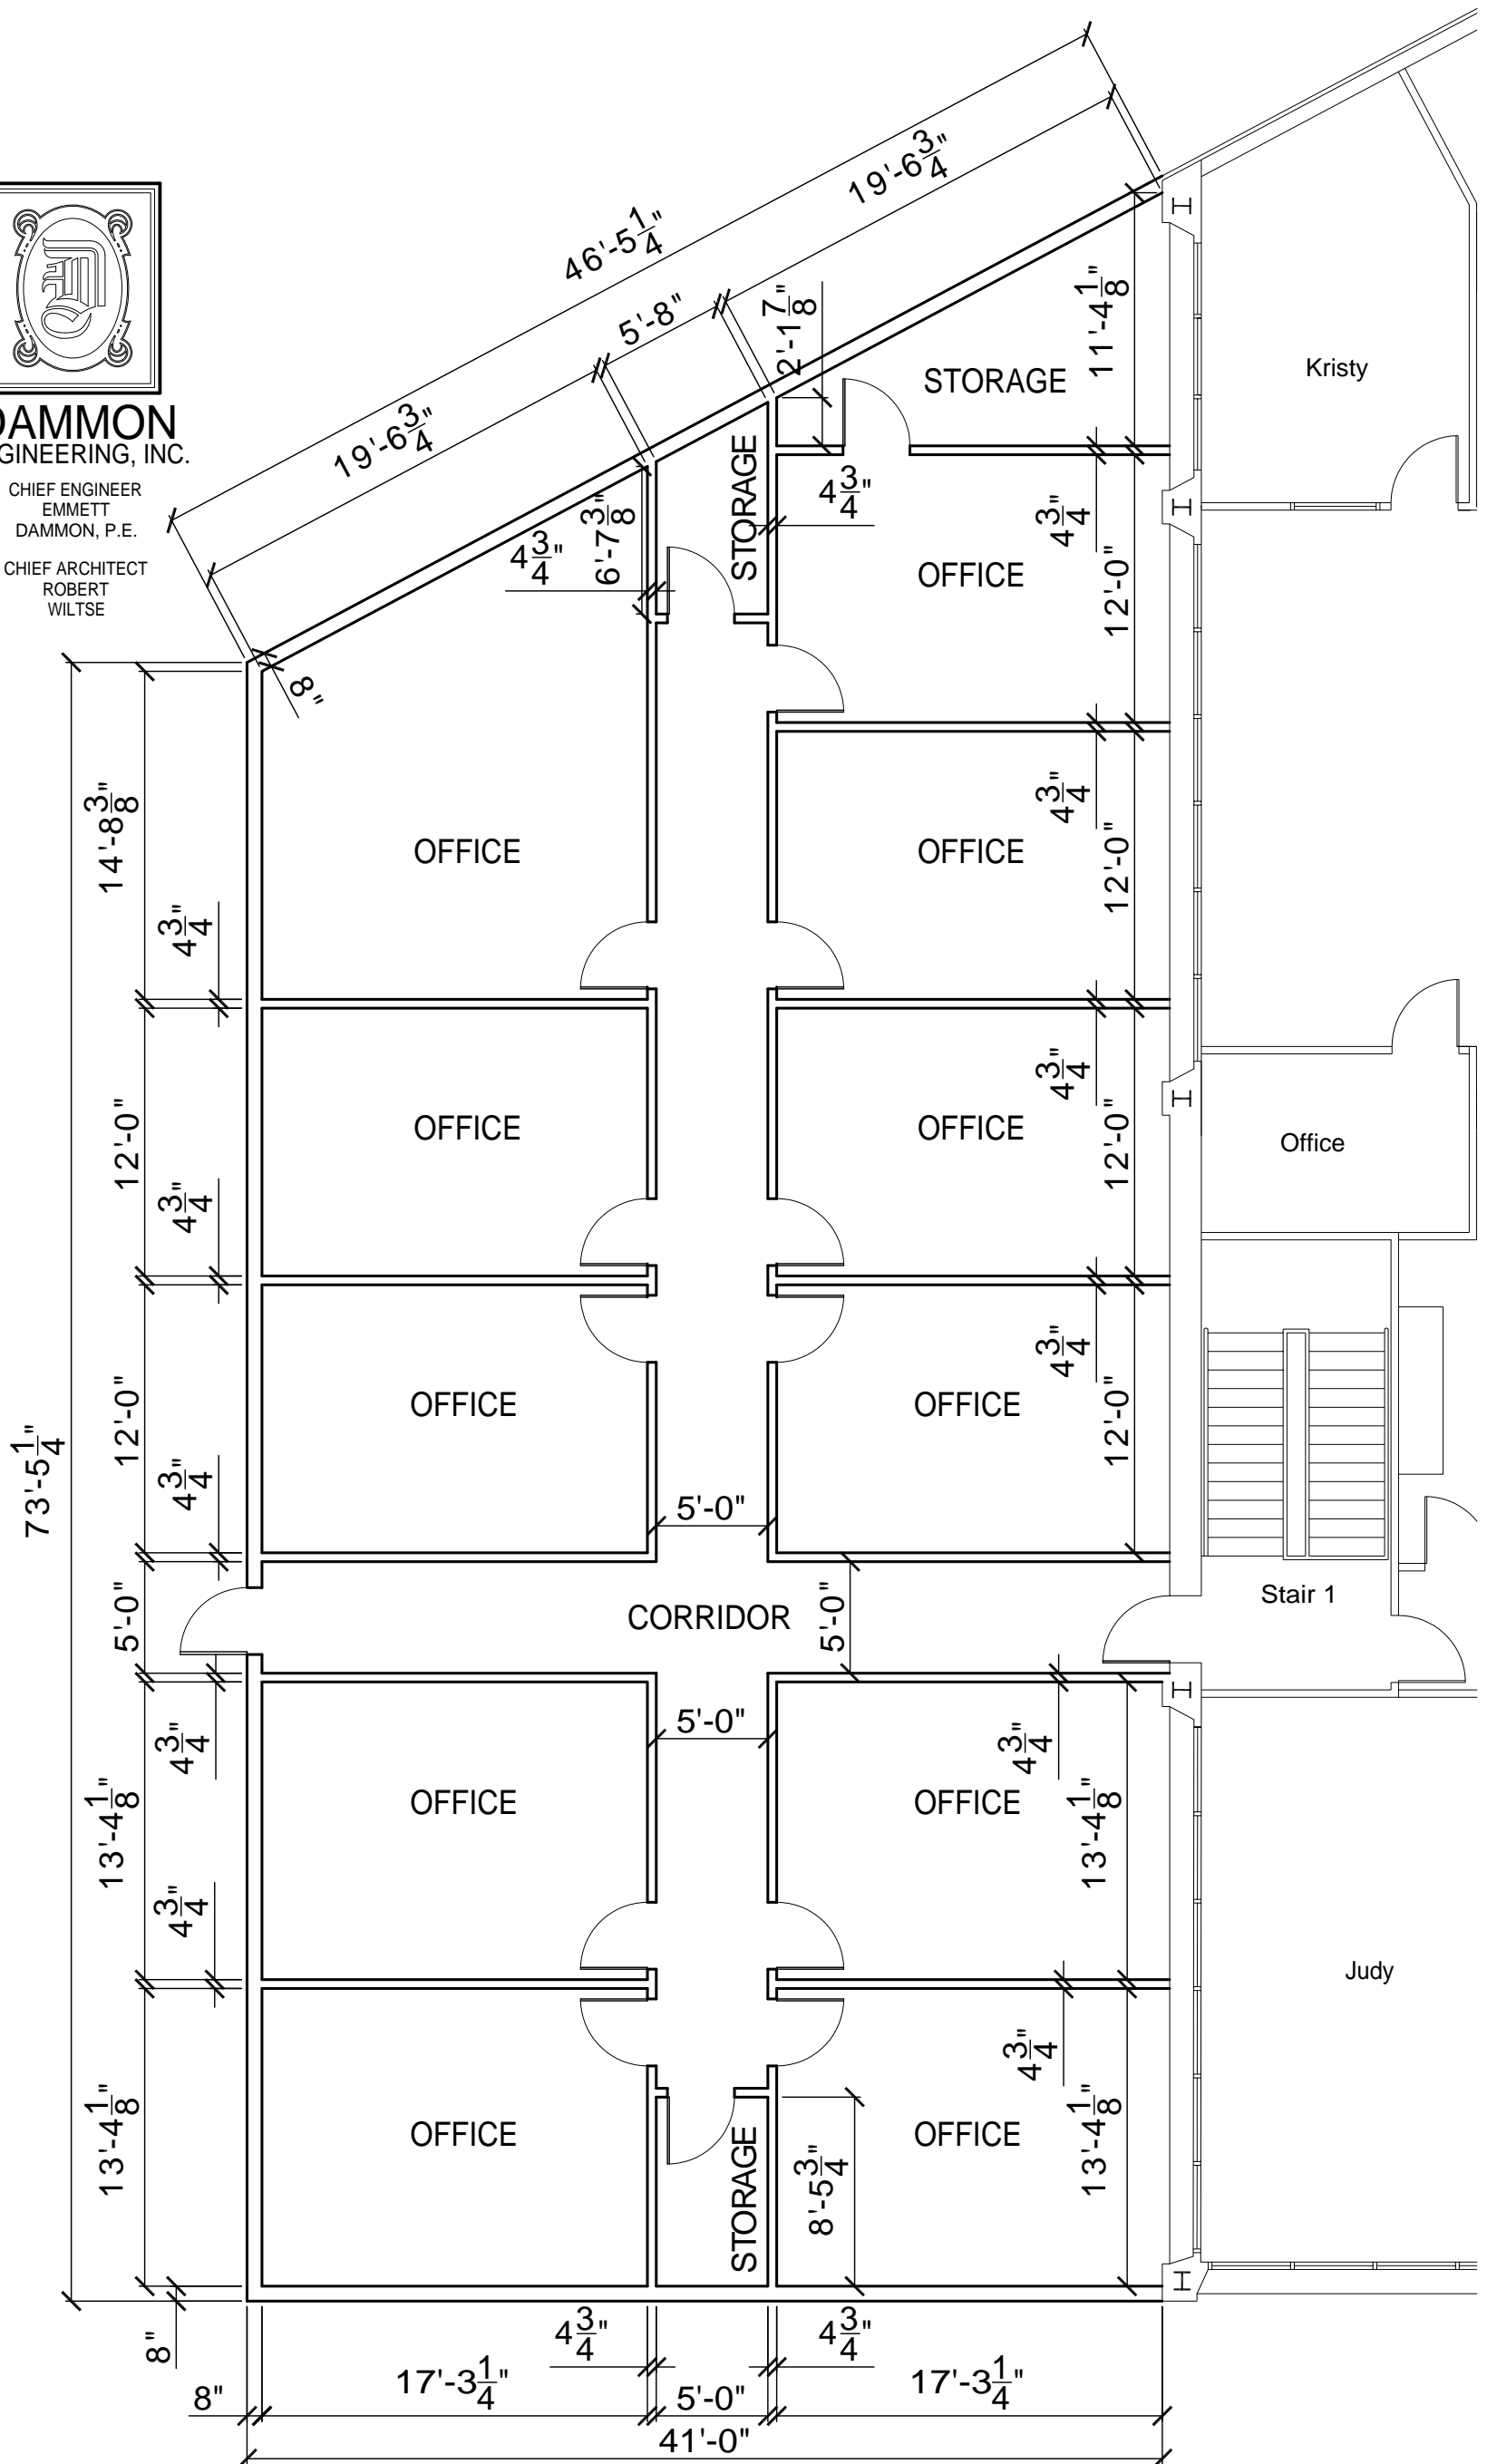 DAMMON
GINEERING, INC.
CHIEF ENGINEER
EMMETT
DAMMON, P.E.
CHIEF ARCHITECT
ROBERT
WILTSE
46'-5 1/4"
19'-6 3/4"
5'-8"
19'-6 3/4"
2'-1 7/8"
11'-4 1/8"
STORAGE
Kristy
STORAGE
4 3/4"
6'-7 3/8"
4 3/4"
4 3/4"
OFFICE
12'-0"
8"
14'-8 3/8"
OFFICE
OFFICE
4 3/4"
12'-0"
4 3/4"
12'-0"
OFFICE
OFFICE
4 3/4"
12'-0"
Office
4 3/4"
12'-0"
OFFICE
OFFICE
4 3/4"
12'-0"
73'-5 1/4"
4 3/4"
5'-0"
5'-0"
CORRIDOR
5'-0"
Stair 1
4 3/4"
5'-0"
4 3/4"
13'-4 1/8"
OFFICE
OFFICE
13'-4 1/8"
4 3/4"
Judy
4 3/4"
13'-4 1/8"
OFFICE
STORAGE
8'-5 3/4"
OFFICE
13'-4 1/8"
8"
4 3/4"
4 3/4"
8"
17'-3 1/4"
5'-0"
17'-3 1/4"
41'-0"